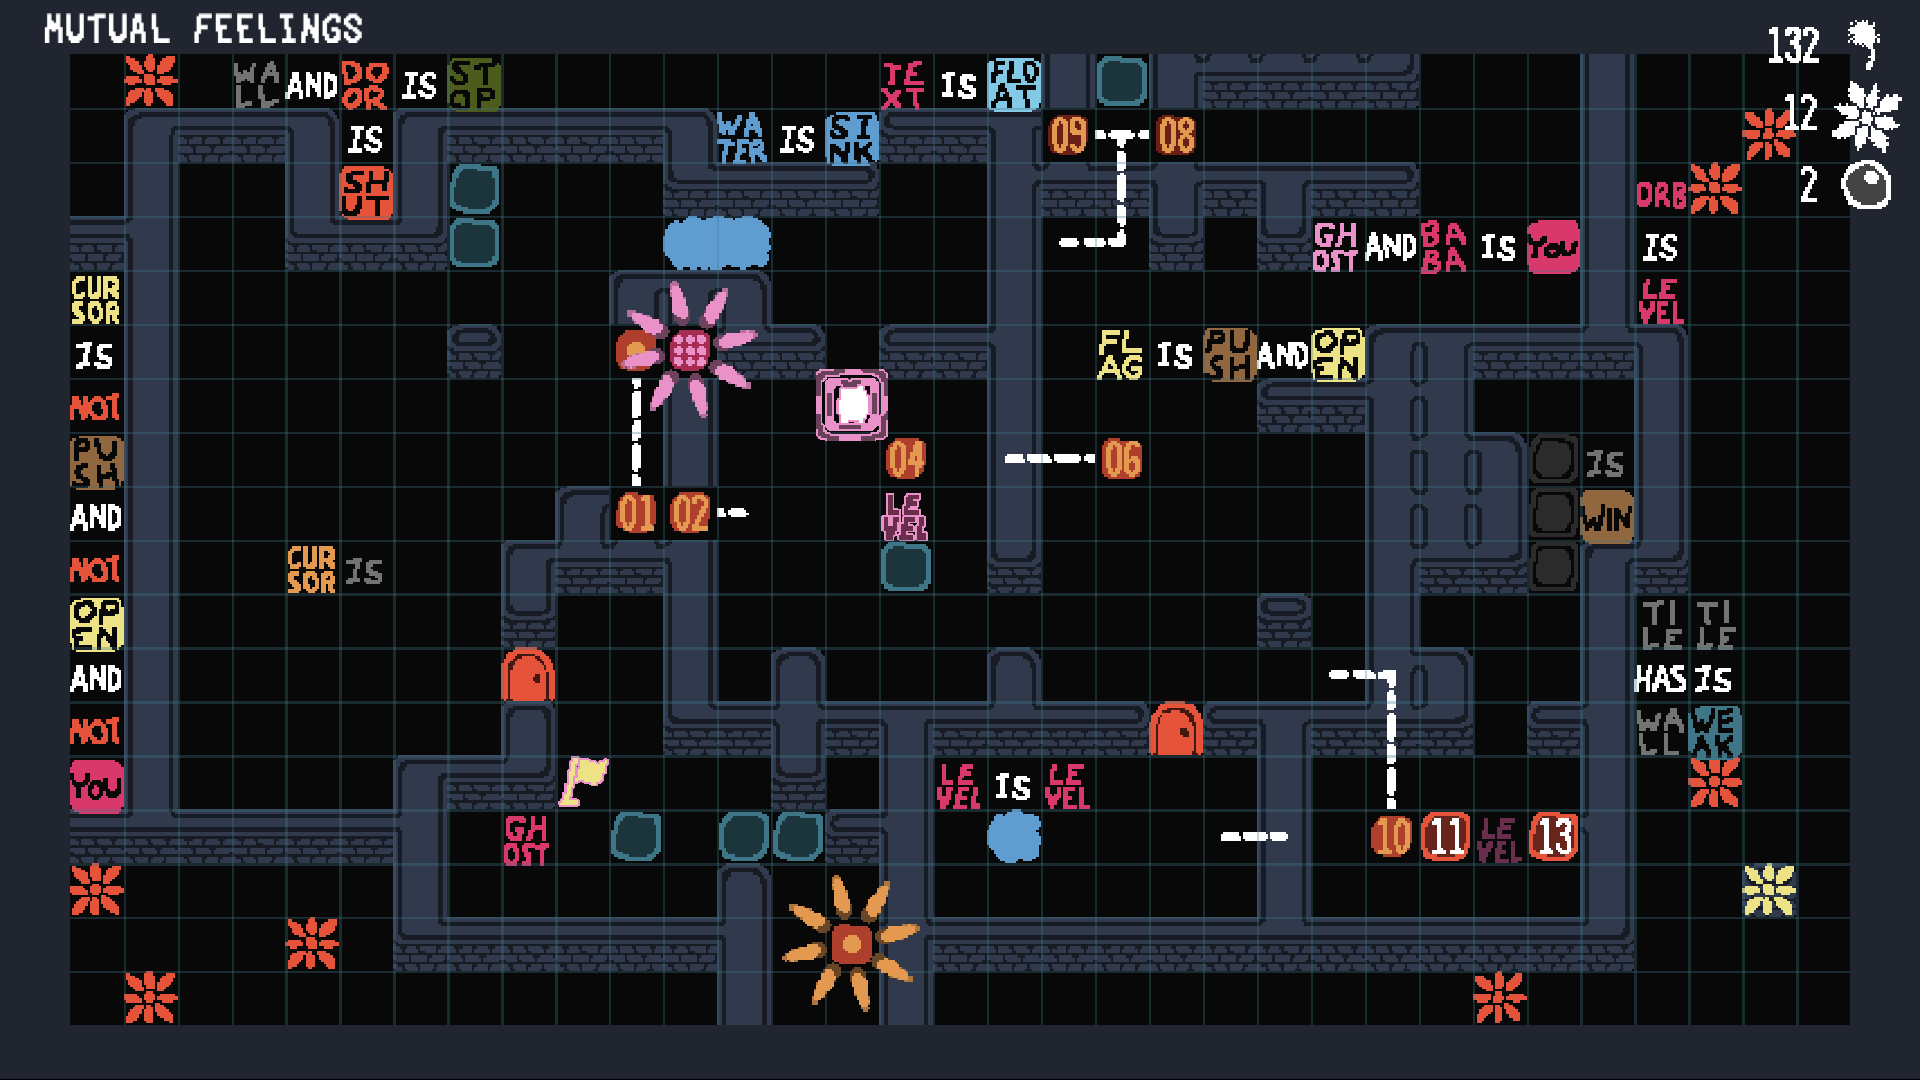 MUTUAL FEELINGS
132
WALL AND DOOR IS STOP
TEXT IS FLOAT
12
IS
WATER IS SINK
09 08
SHUT
ORB
2
GHOST AND BABA IS YOU
IS
CURSOR
LEVEL
IS
FLAG IS PUSH AND OPEN
NOT
PUSH
04
06
IS
AND
01 02
LEVEL
WIN
NOT
CURSOR IS
OPEN
TILE TILE
AND
HAS IS
NOT
WALL WEAK
YOU
LEVEL IS LEVEL
GHOST
10 11 LEVEL 13